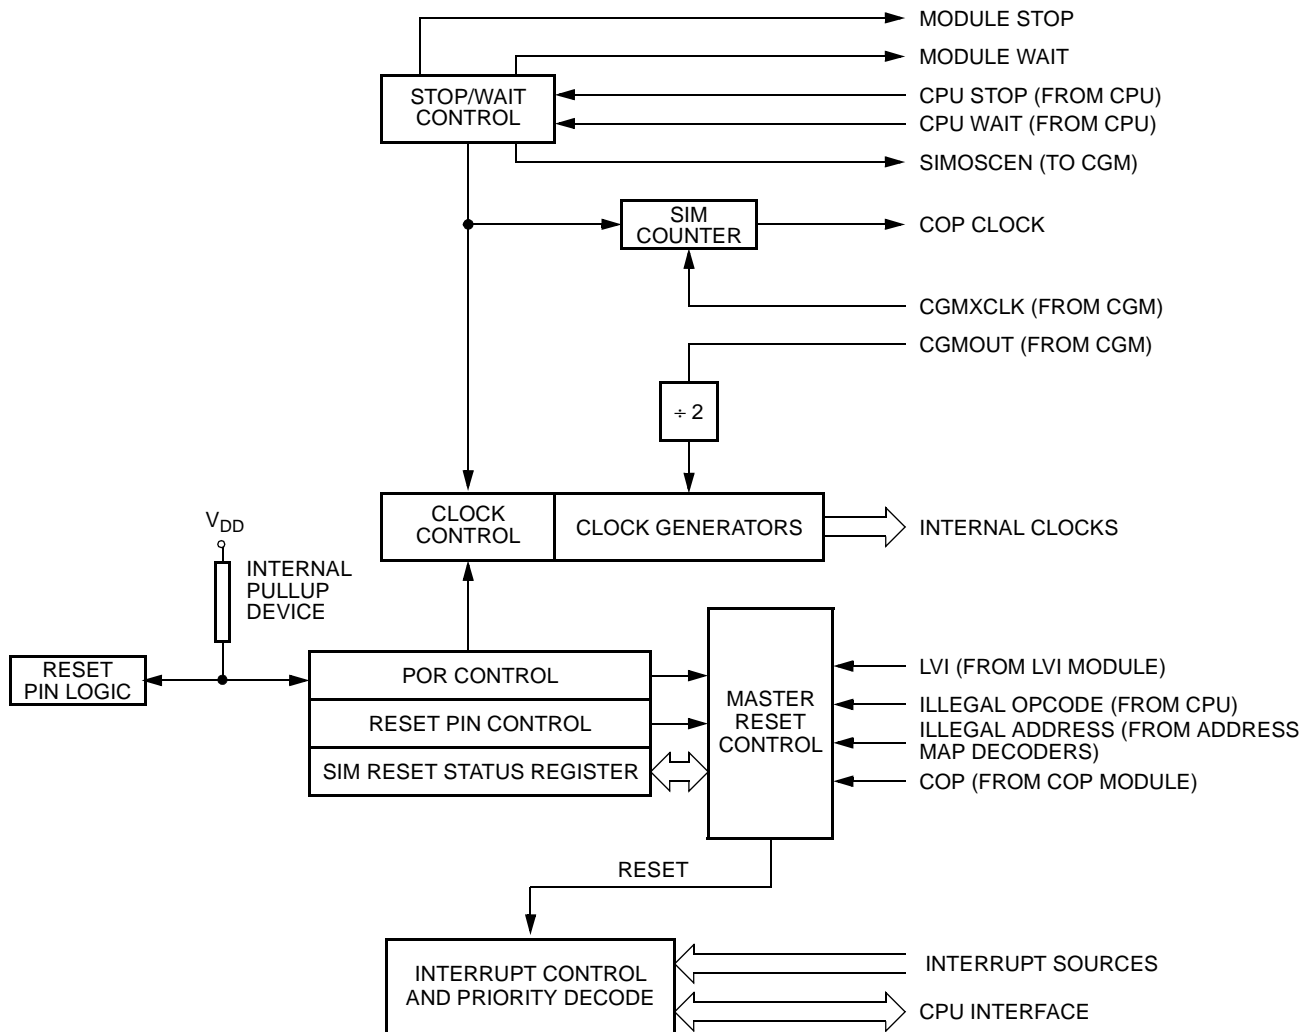 MODULE STOP
MODULE WAIT
STOP/WAIT
CONTROL
CPU STOP (FROM CPU)
CPU WAIT (FROM CPU)
SIMOSCEN (TO CGM)
SIM
COUNTER
COP CLOCK
CGMXCLK (FROM CGM)
CGMOUT (FROM CGM)
÷ 2
CLOCK
CONTROL
CLOCK GENERATORS
INTERNAL CLOCKS
VDD
INTERNAL
PULLUP
DEVICE
RESET
PIN LOGIC
POR CONTROL
RESET PIN CONTROL
SIM RESET STATUS REGISTER
MASTER
RESET
CONTROL
LVI (FROM LVI MODULE)
ILLEGAL OPCODE (FROM CPU)
ILLEGAL ADDRESS (FROM ADDRESS
MAP DECODERS)
COP (FROM COP MODULE)
RESET
INTERRUPT CONTROL
AND PRIORITY DECODE
INTERRUPT SOURCES
CPU INTERFACE